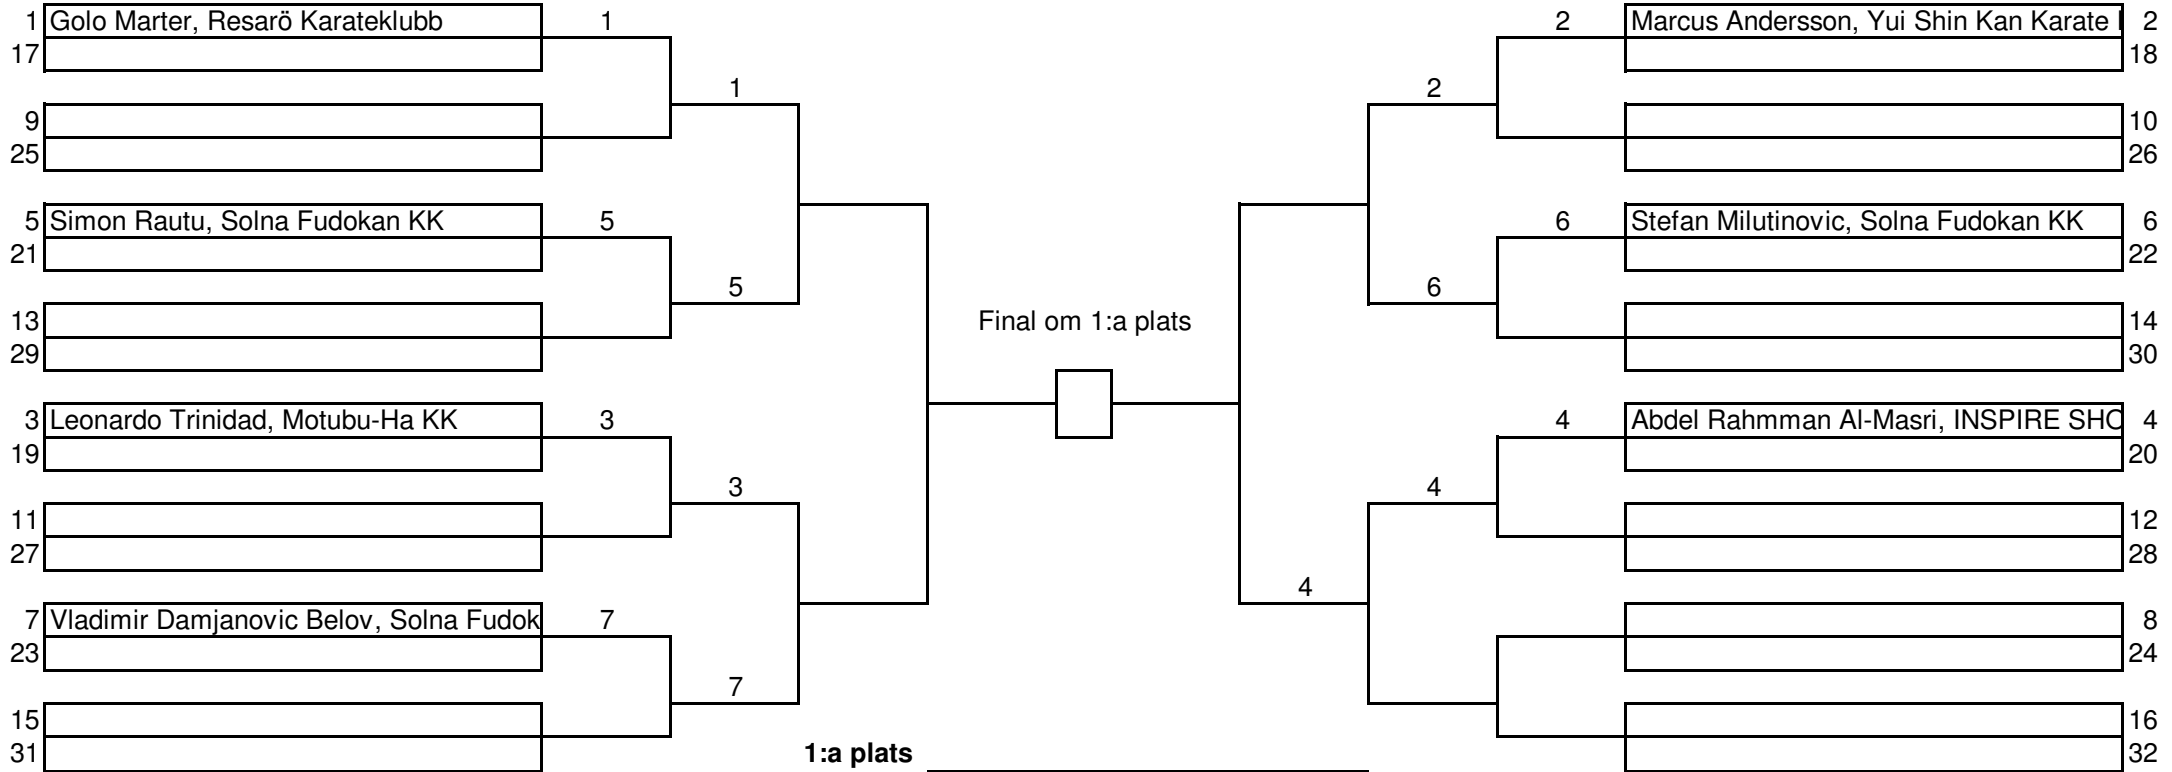 1 Golo Marter, Resarö Karateklubb 1 2 Marcus Andersson, Yui Shin Kan Karate 2
17 18
1 2
9 10
25 26
5 Simon Rautu, Solna Fudokan KK 5 6 Stefan Milutinovic, Solna Fudokan KK 6
21 22
5 6
13 Final om 1:a plats 14
29 30
3 Leonardo Trinidad, Motubu-Ha KK 3 4 Abdel Rahmman Al-Masri, INSPIRE SHO 4
19 20
3 4
11 12
27 28
4
7 Vladimir Damjanovic Belov, Solna Fudok 7 8
23 24
7
15 16
31 1:a plats 32